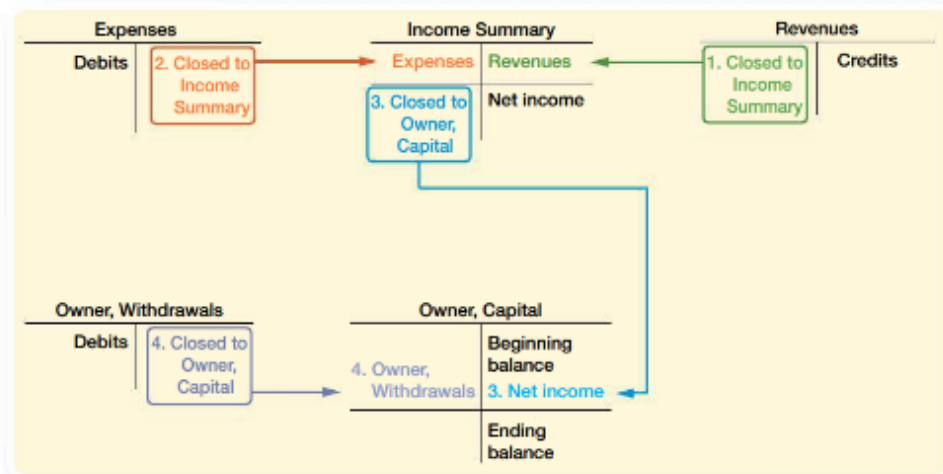 Expenses
Income Summary
Revenues
Debits
2. Closed to
Income
Summary
Expenses
Revenues
1. Closed to
Income
Summary
Credits
3. Closed to
Owner,
Capital
Net income
Owner, Withdrawals
Owner, Capital
Debits
4. Closed to
Owner,
Capital
4. Owner,
Withdrawals
Beginning
balance
3. Net income
Ending
balance